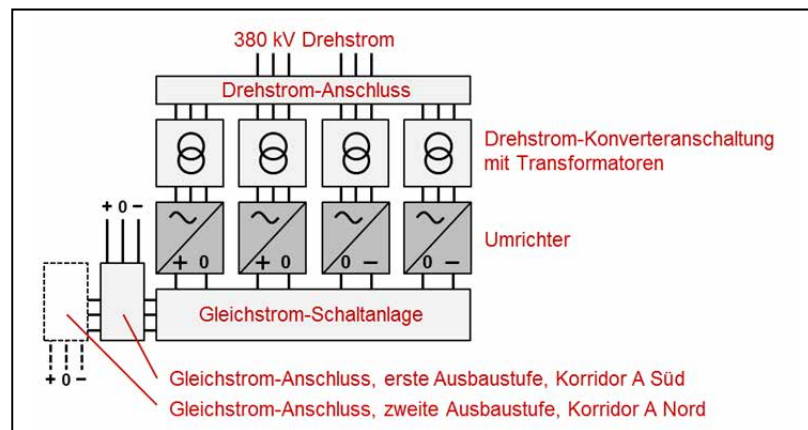 380 kV Drehstrom
Drehstrom-Anschluss
Drehstrom-Konverteranschaltung
mit Transformatoren
Umrichter
+ 0 + 0 0 − 0 −
+ 0 −
Gleichstrom-Schaltanlage
+ 0 −
Gleichstrom-Anschluss, erste Ausbaustufe, Korridor A Süd
Gleichstrom-Anschluss, zweite Ausbaustufe, Korridor A Nord